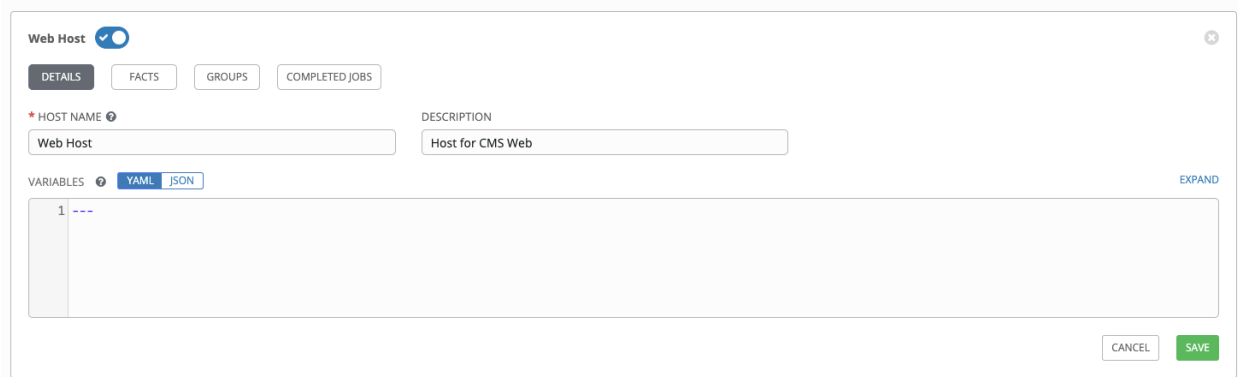 Web Host
DETAILS FACTS GROUPS COMPLETED JOBS
* HOST NAME DESCRIPTION
Web Host Host for CMS Web
VARIABLES YAML JSON EXPAND
1 ---
CANCEL SAVE